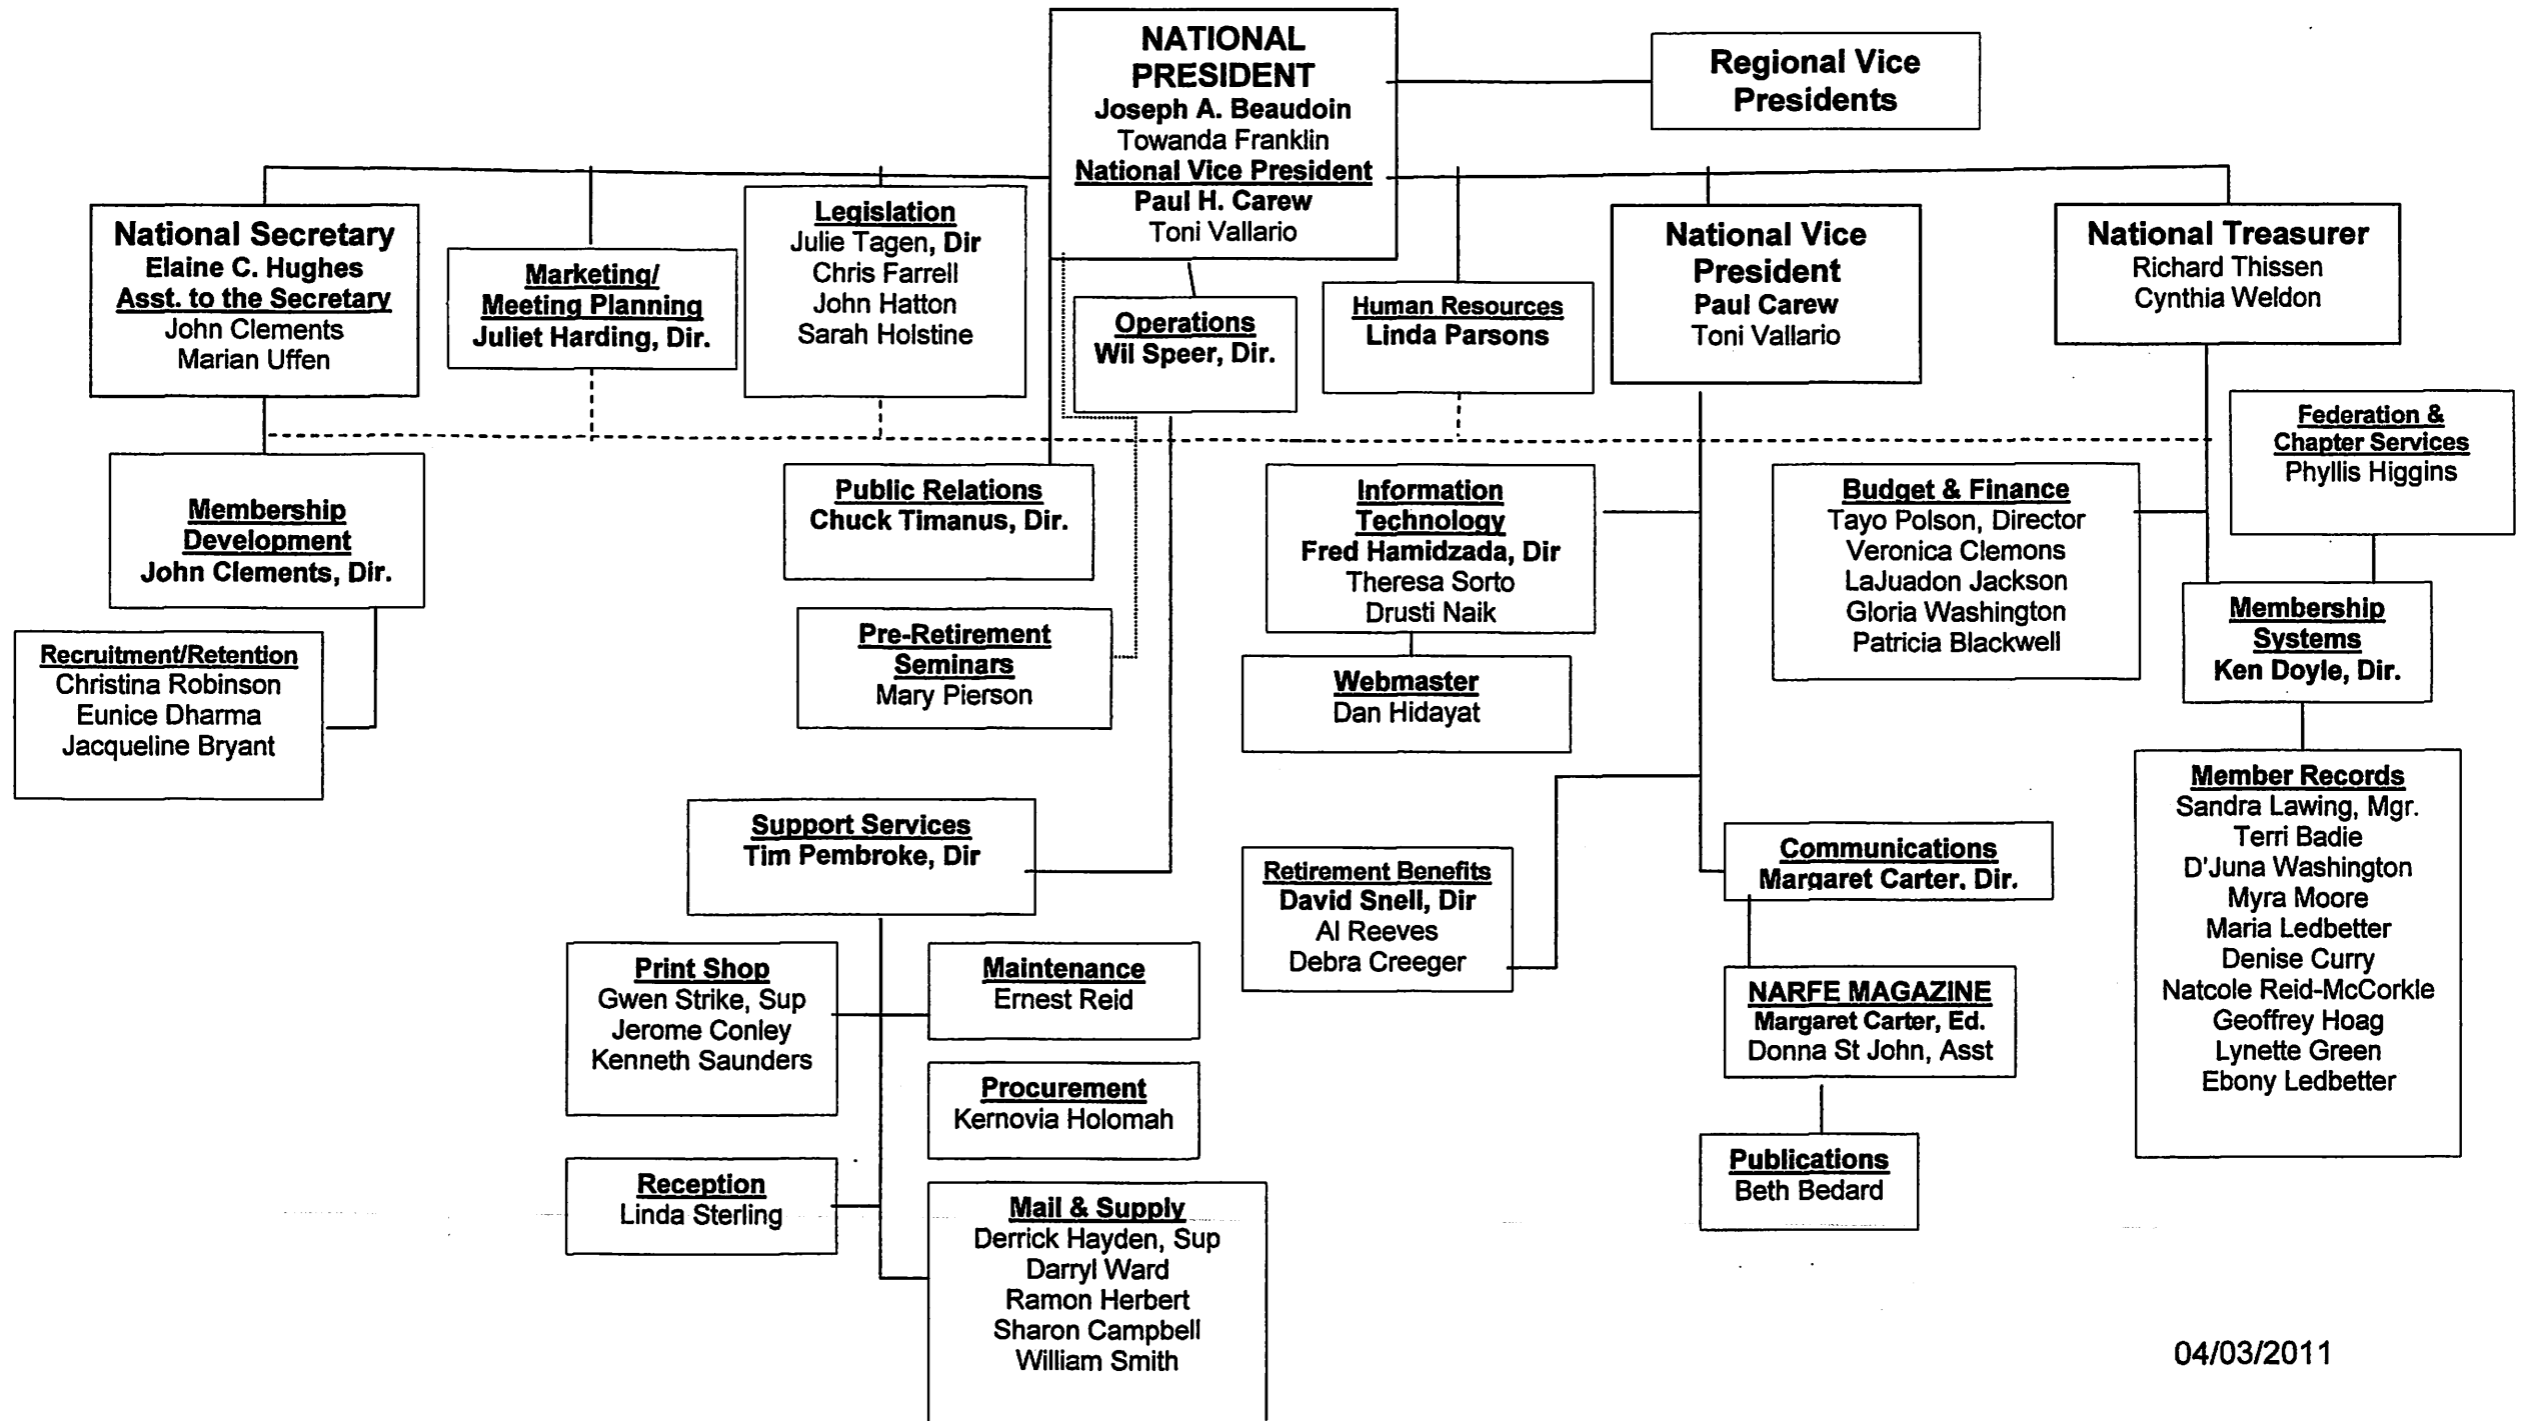 NATIONAL
PRESIDENT
Joseph A. Beaudoin
Towanda Franklin
National Vice President
Paul H. Carew
Toni Vallario
Regional Vice
Presidents
National Secretary
Elaine C. Hughes
Asst. to the Secretary
John Clements
Marian Uffen
Marketing/
Meeting Planning
Juliet Harding, Dir.
Legislation
Julie Tagen, Dir
Chris Farrell
John Hatton
Sarah Holstine
Operations
Wil Speer, Dir.
Human Resources
Linda Parsons
National Vice
President
Paul Carew
Toni Vallario
National Treasurer
Richard Thissen
Cynthia Weldon
Federation &
Chapter Services
Phyllis Higgins
Membership
Development
John Clements, Dir.
Public Relations
Chuck Timanus, Dir.
Information
Technology
Fred Hamidzada, Dir
Theresa Sorto
Drusti Naik
Budget & Finance
Tayo Polson, Director
Veronica Clemons
LaJuadon Jackson
Gloria Washington
Patricia Blackwell
Membership
Systems
Ken Doyle, Dir.
Recruitment/Retention
Christina Robinson
Eunice Dharma
Jacqueline Bryant
Pre-Retirement
Seminars
Mary Pierson
Webmaster
Dan Hidayat
Member Records
Sandra Lawing, Mgr.
Terri Badie
D'Juna Washington
Myra Moore
Maria Ledbetter
Denise Curry
Natcole Reid-McCorkle
Geoffrey Hoag
Lynette Green
Ebony Ledbetter
Support Services
Tim Pembroke, Dir
Retirement Benefits
David Snell, Dir
Al Reeves
Debra Creeger
Communications
Margaret Carter, Dir.
Print Shop
Gwen Strike, Sup
Jerome Conley
Kenneth Saunders
Maintenance
Ernest Reid
NARFE MAGAZINE
Margaret Carter, Ed.
Donna St John, Asst
Procurement
Kernovia Holomah
Publications
Beth Bedard
Reception
Linda Sterling
Mail & Supply
Derrick Hayden, Sup
Darryl Ward
Ramon Herbert
Sharon Campbell
William Smith
04/03/2011